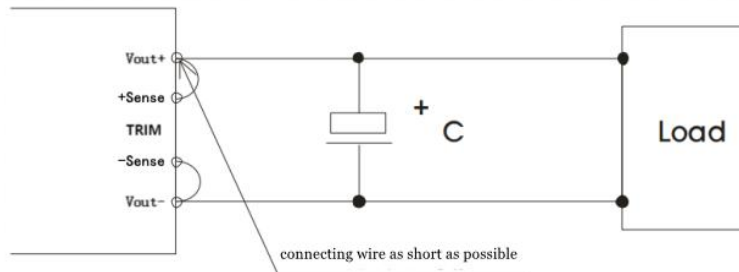 Vout+
+Sense
TRIM
-Sense
Vout-
+
C
Load
connecting wire as short as possible